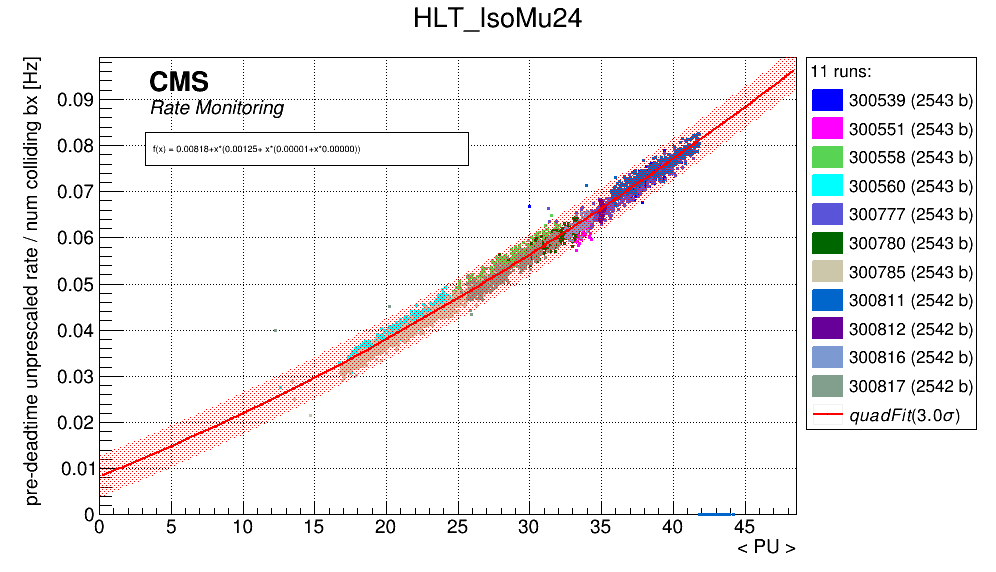 HLT_IsoMu24
pre-deadtime unprescaled rate / num colliding bx [Hz]
CMS
Rate Monitoring
f(x) = 0.00818+x*(0.00125+ x*(0.00001+x*0.00000))
0.09
0.08
0.07
0.06
0.05
0.04
0.03
0.02
0.01
0
0 5 10 15 20 25 30 35 40 45
< PU >
11 runs:
300539 (2543 b)
300551 (2543 b)
300558 (2543 b)
300560 (2543 b)
300777 (2543 b)
300780 (2543 b)
300785 (2543 b)
300811 (2542 b)
300812 (2542 b)
300816 (2542 b)
300817 (2542 b)
quadFit(3.0σ)